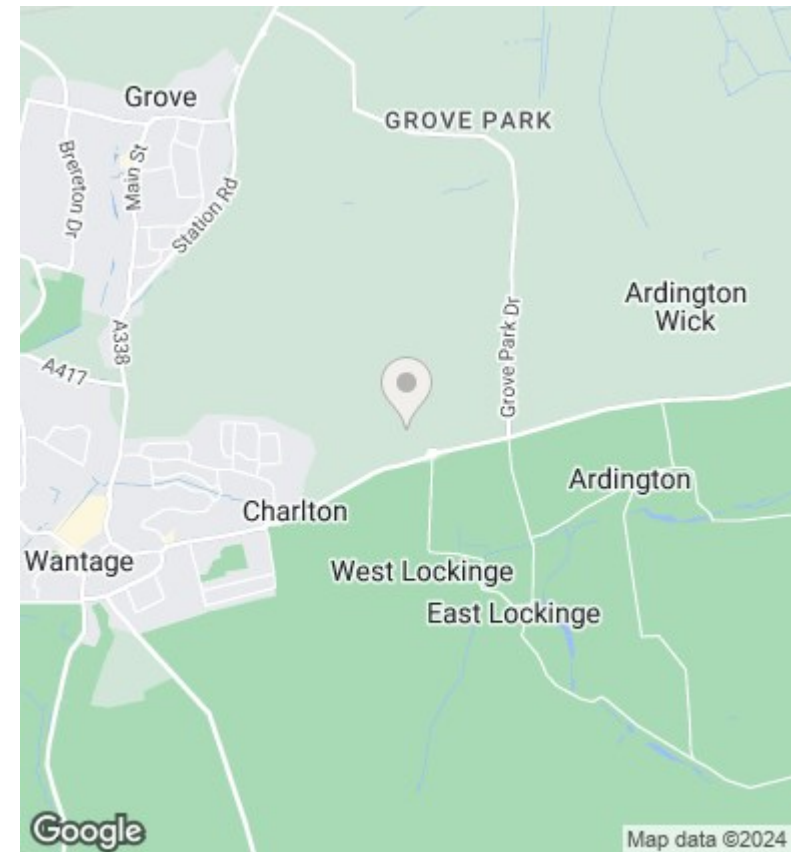 Grove
GROVE PARK
Brereton Dr
Main St
Station Rd
Ardington
Wick
A338
Grove Park Dr
A417
Ardington
Charlton
Wantage
West Lockinge
East Lockinge
Google
Map data ©2024